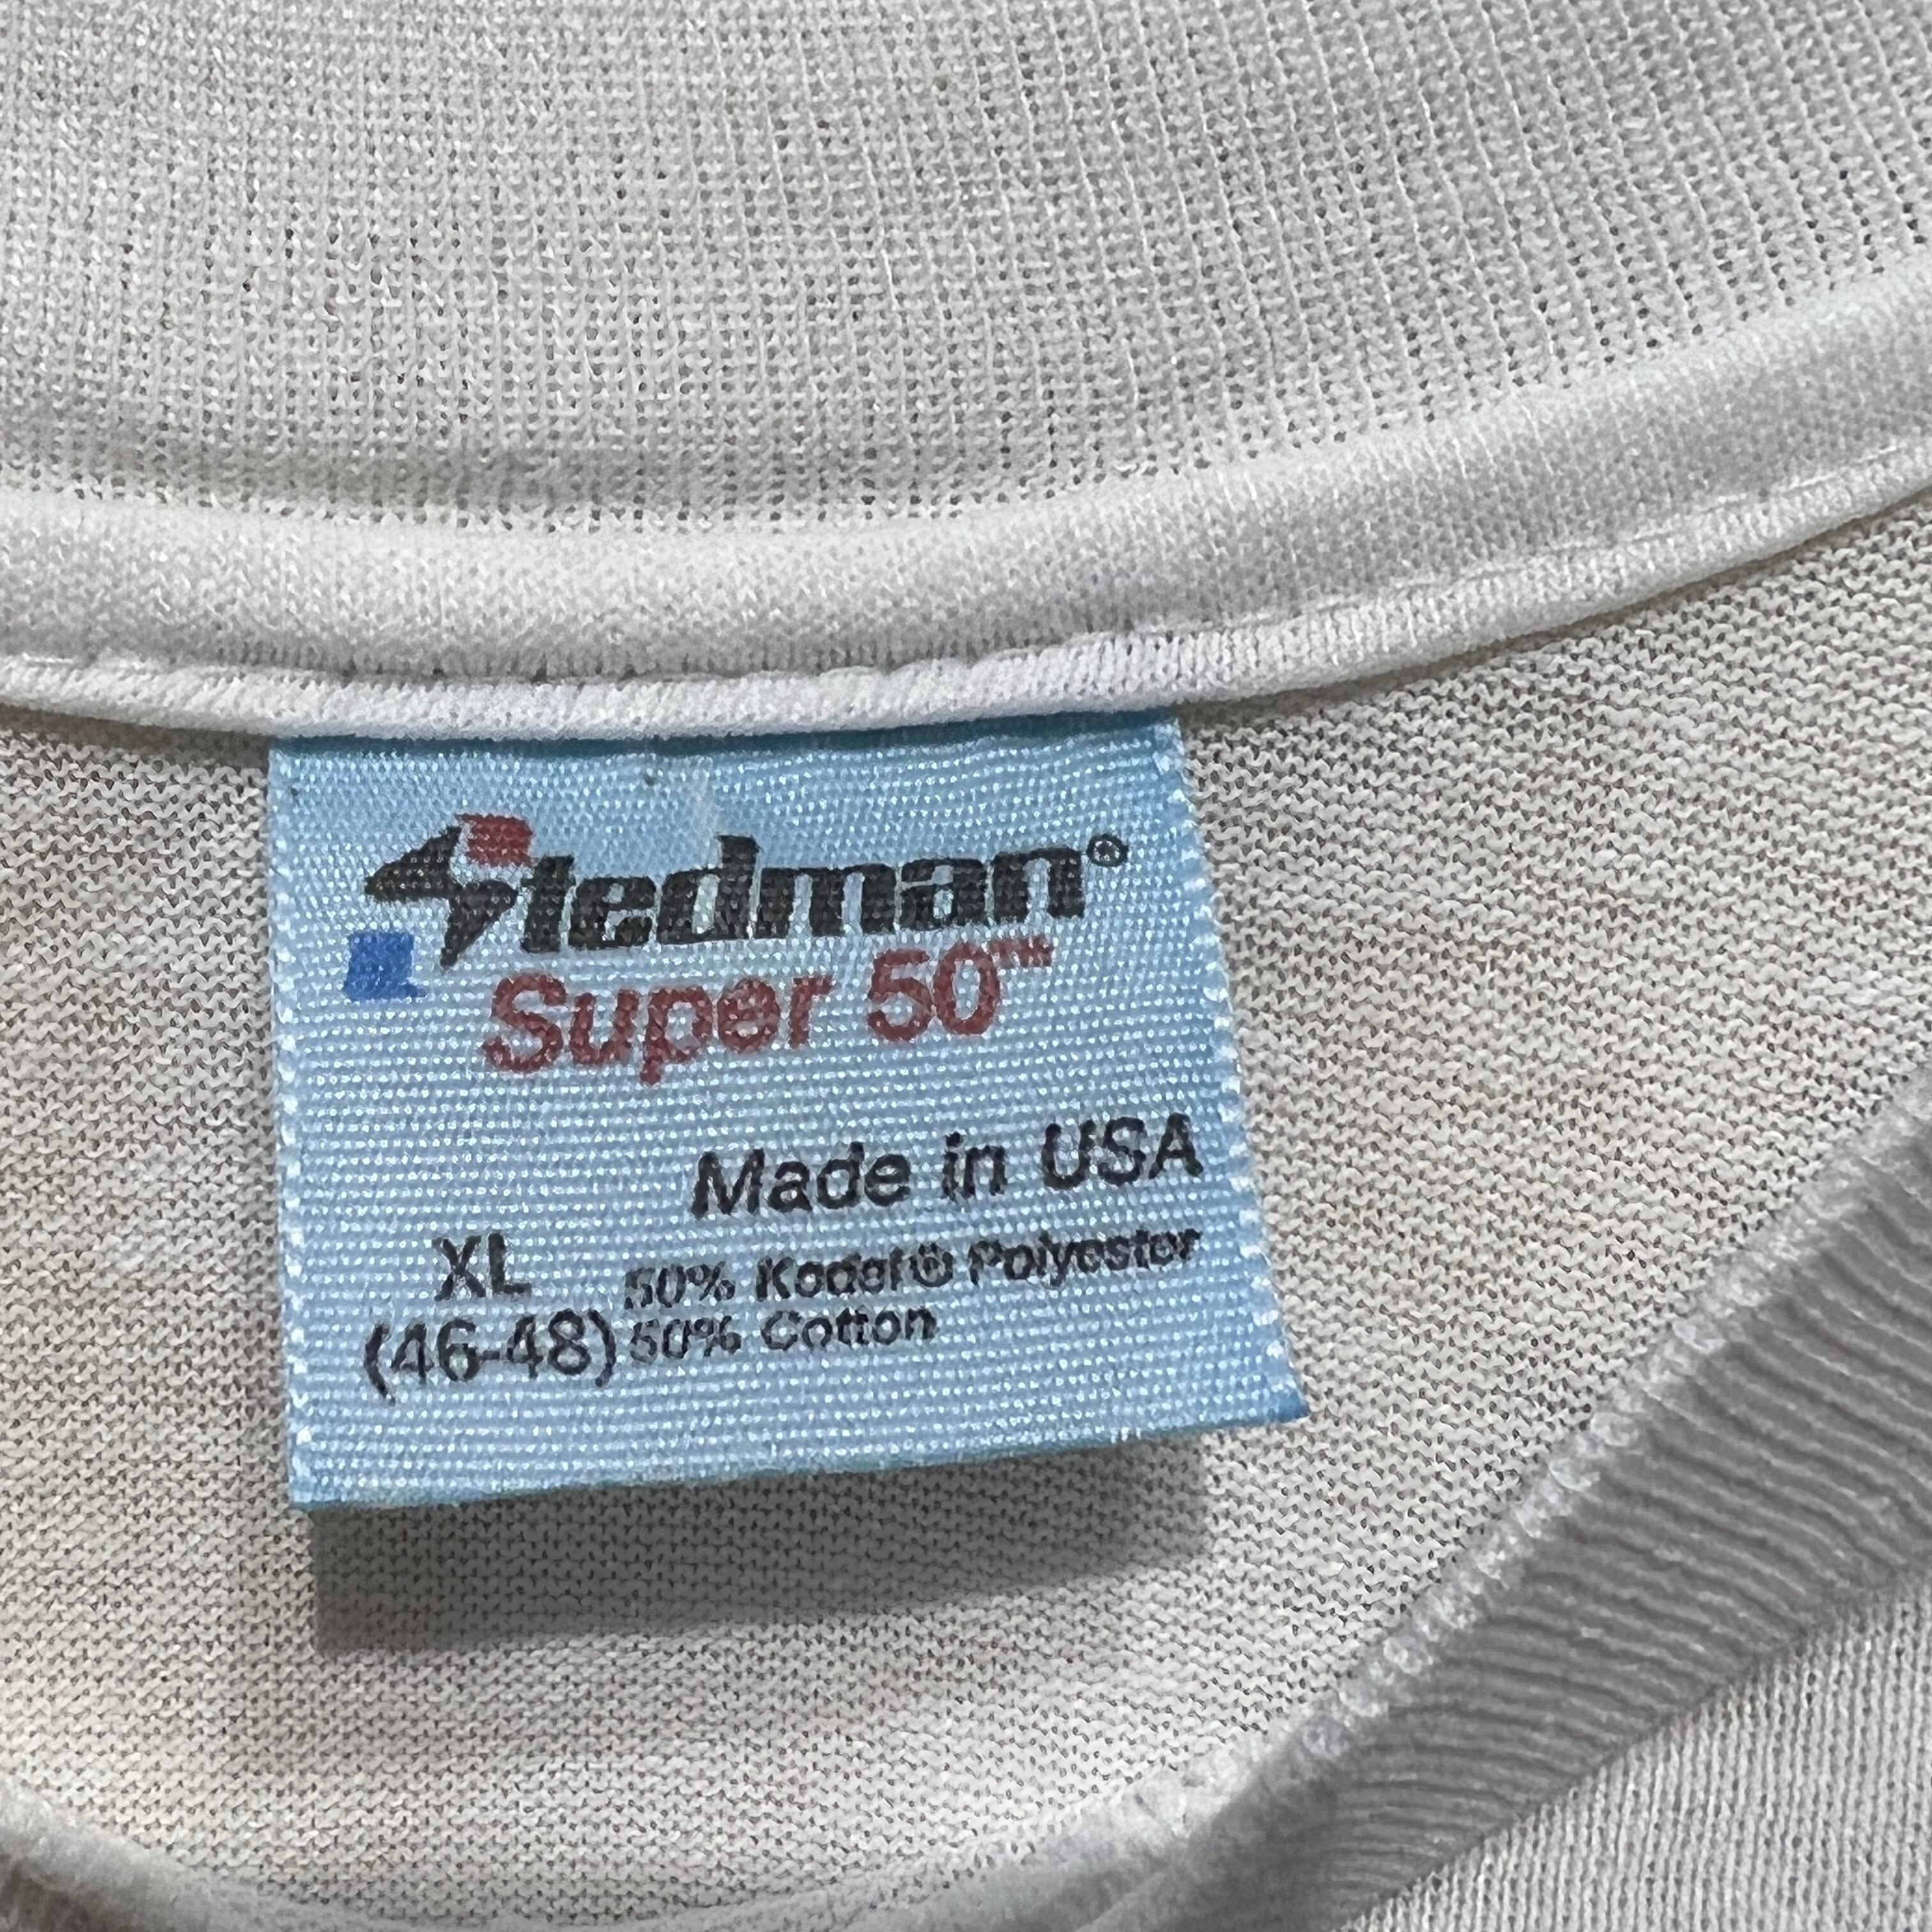 Stedman®
Super 50™
Made in USA
XL
(46-48)
50% Kodel® Polyester
50% Cotton